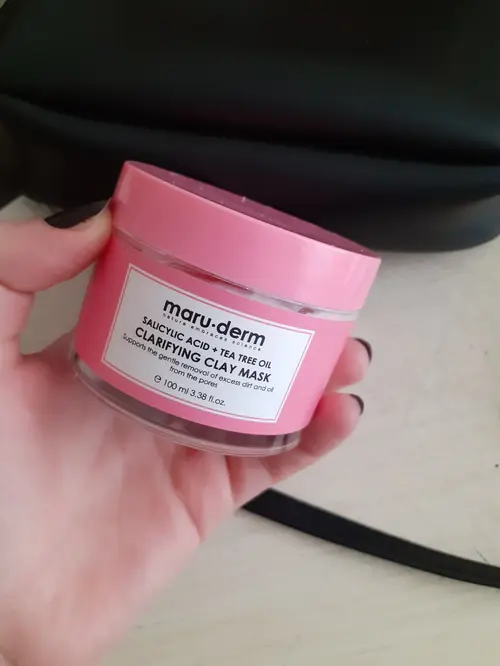 maru·derm
nature embraces science
SALICYLIC ACID + TEA TREE OIL
CLARIFYING CLAY MASK
Supports the gentle removal of excess dirt and oil
from the pores
℮ 100 ml 3.38 fl.oz.